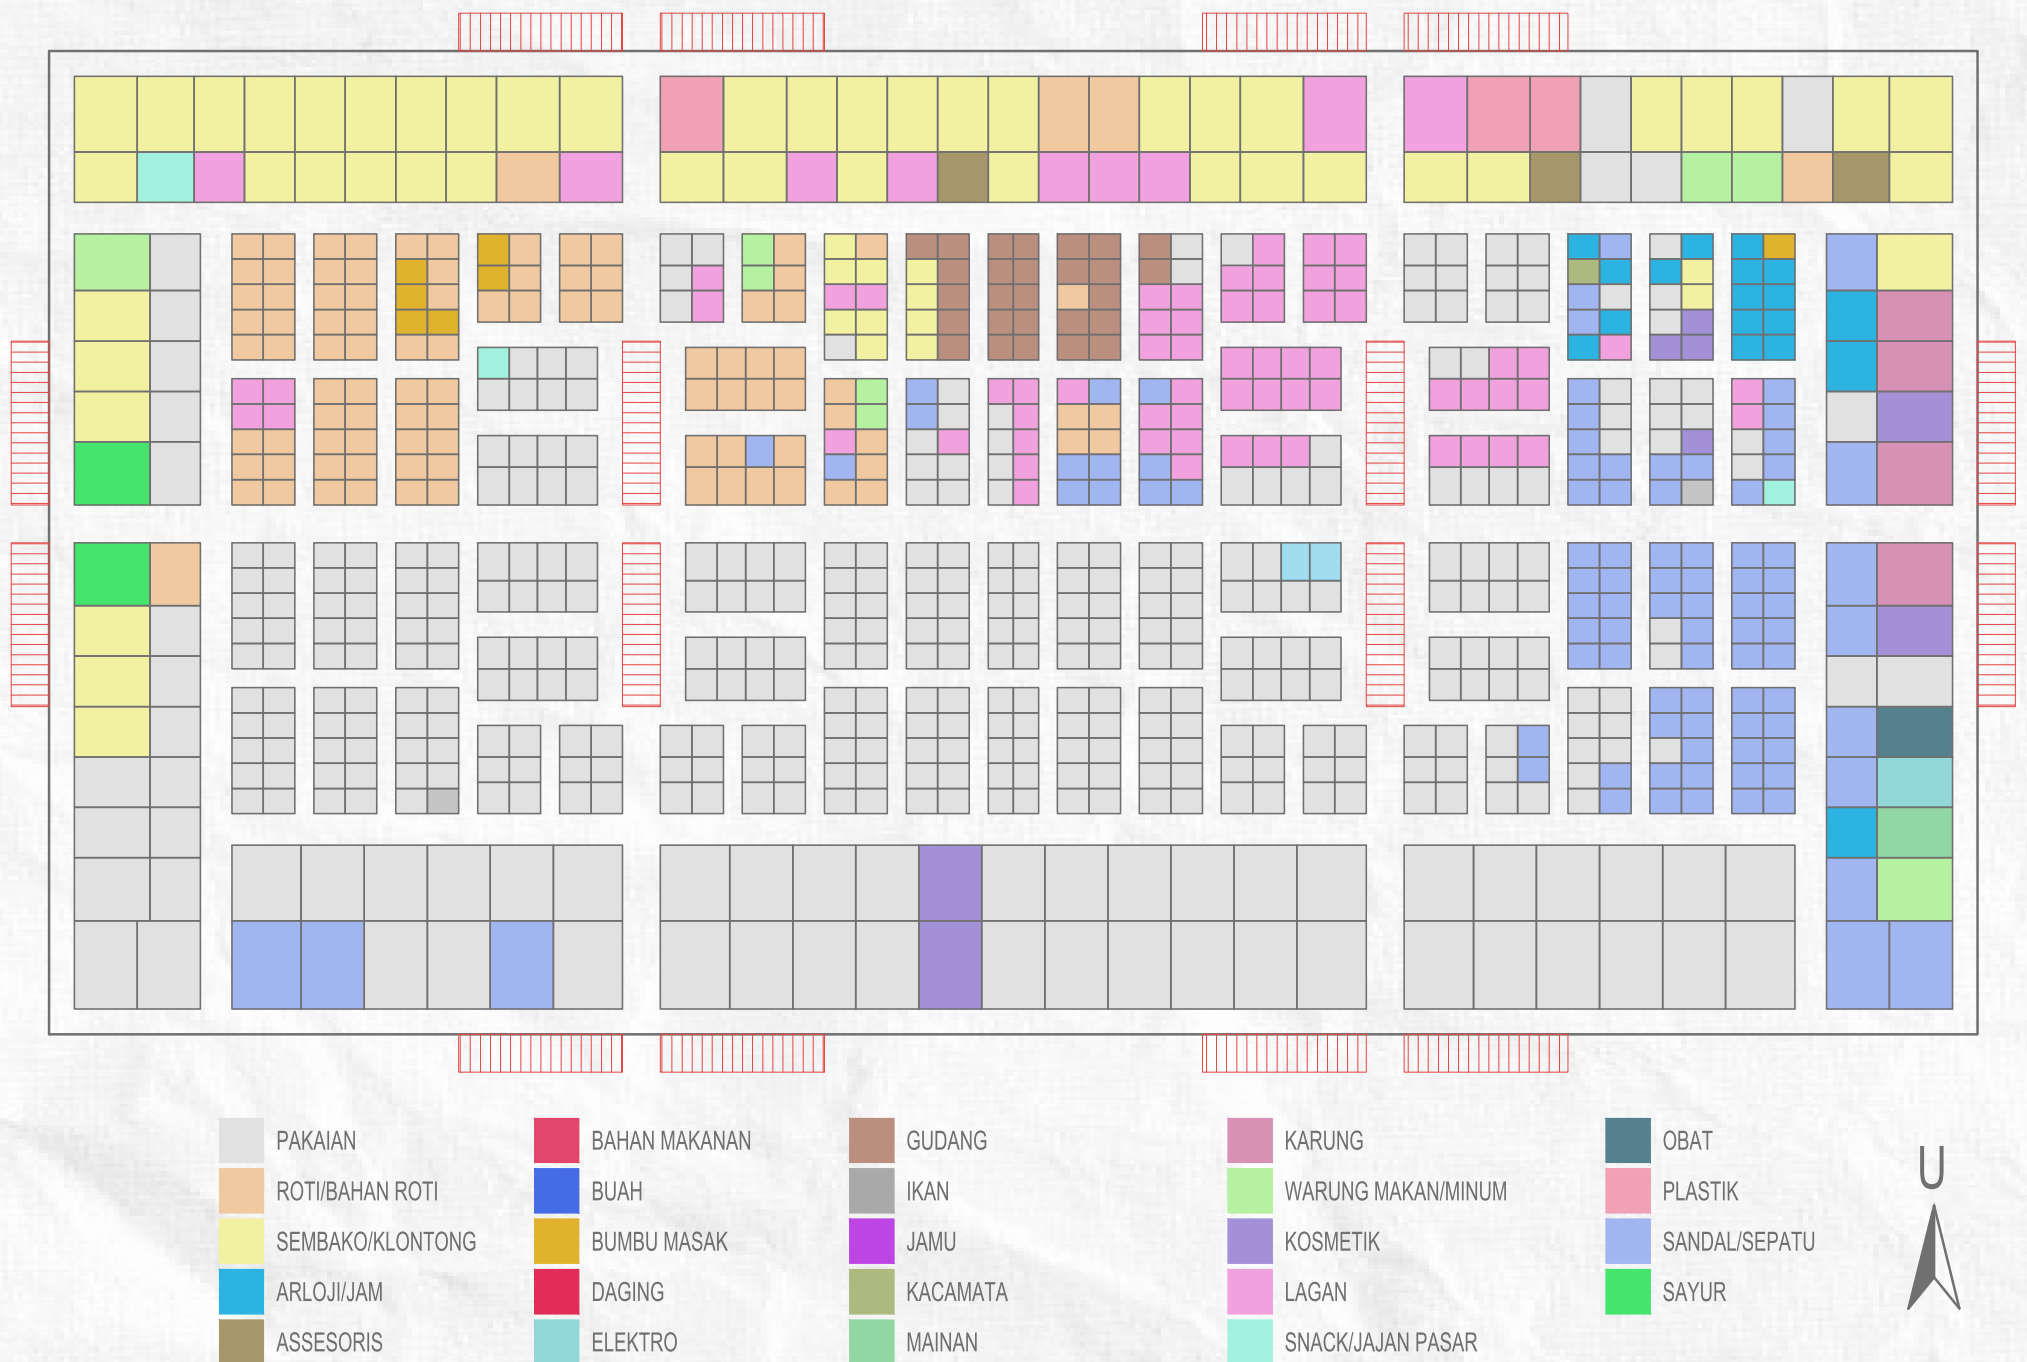 PAKAIAN
ROTI/BAHAN ROTI
SEMBAKO/KLONTONG
ARLOJI/JAM
ASSESORIS
BAHAN MAKANAN
BUAH
BUMBU MASAK
DAGING
ELEKTRO
GUDANG
IKAN
JAMU
KACAMATA
MAINAN
KARUNG
WARUNG MAKAN/MINUM
KOSMETIK
LAGAN
SNACK/JAJAN PASAR
OBAT
PLASTIK
SANDAL/SEPATU
SAYUR
U